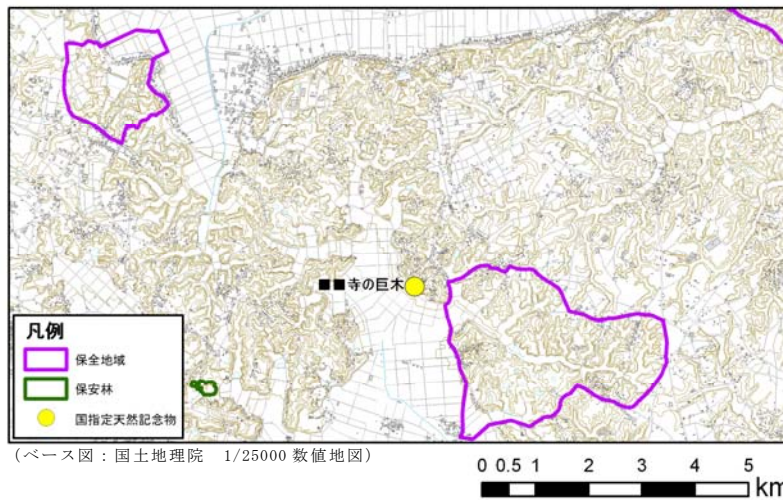 ■■寺の巨木
凡例
保全地域
保安林
国指定天然記念物
(ベース図：国土地理院　1/25000 数値地図)
0 0.5 1 2 3 4 5
km